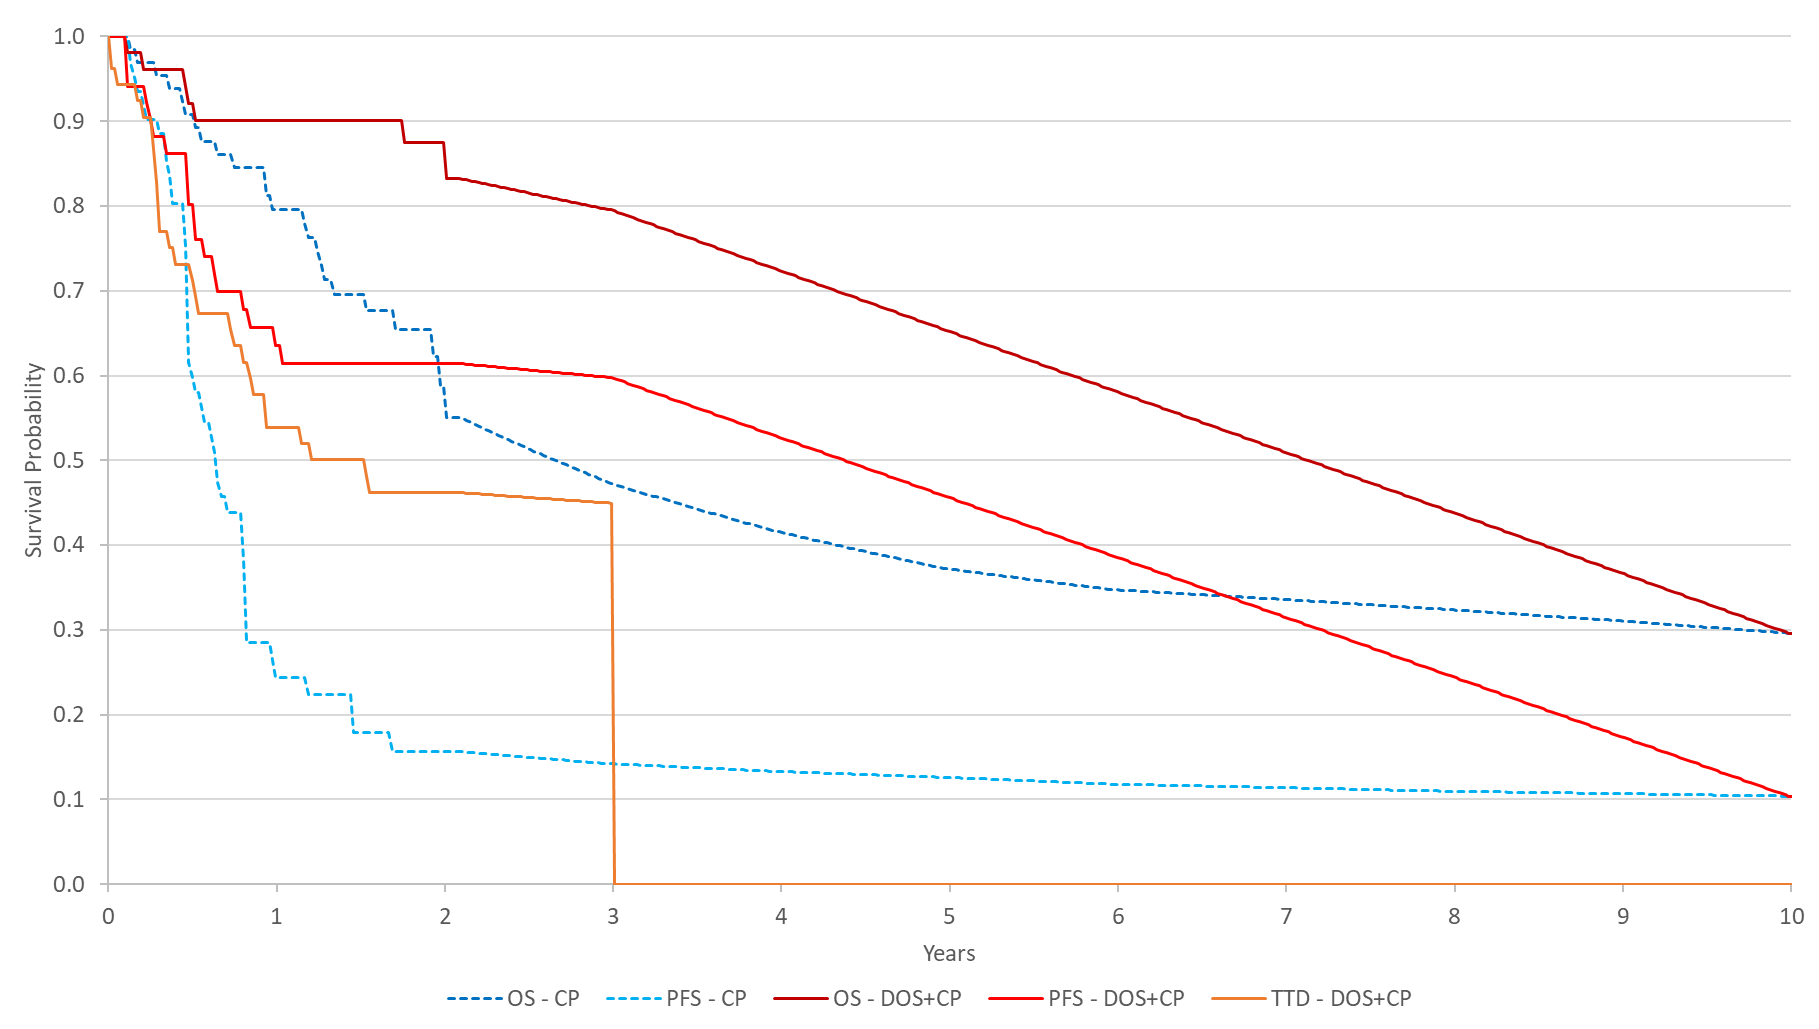 1.0
0.9
0.8
0.7
0.6
0.5
0.4
0.3
0.2
0.1
0.0
Survival Probability
0 1 2 3 4 5 6 7 8 9 10
Years
OS - CP PFS - CP OS - DOS+CP PFS - DOS+CP TTD - DOS+CP